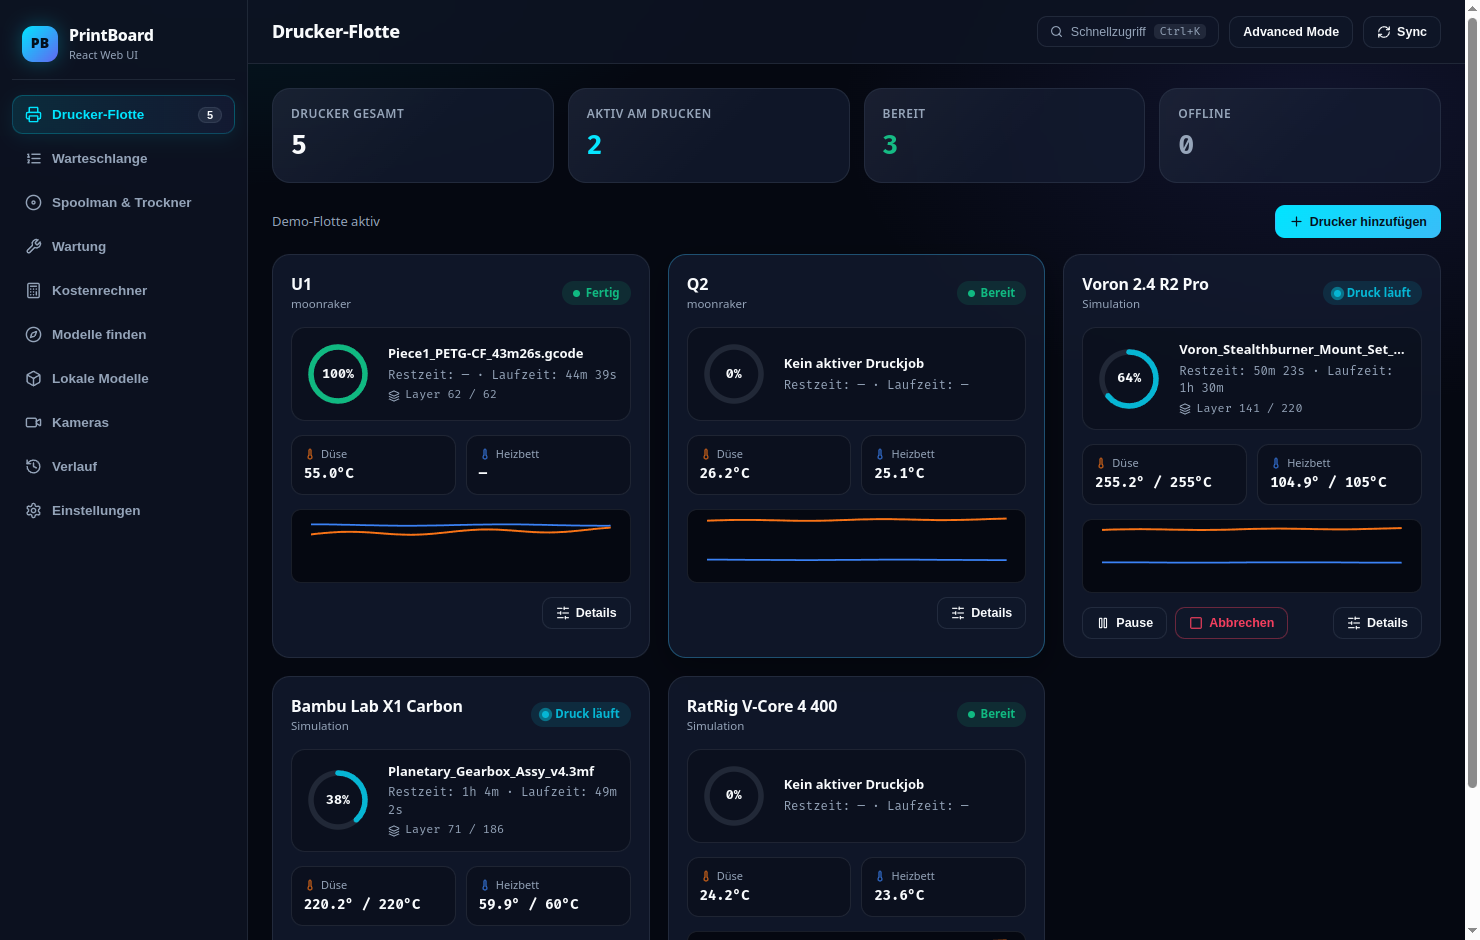 PB
PrintBoard
React Web UI
Drucker-Flotte
5
Warteschlange
Spoolman & Trockner
Wartung
Kostenrechner
Modelle finden
Lokale Modelle
Kameras
Verlauf
Einstellungen
Drucker-Flotte
Schnellzugriff Ctrl+K
Advanced Mode
Sync
DRUCKER GESAMT
5
AKTIV AM DRUCKEN
2
BEREIT
3
OFFLINE
0
Demo-Flotte aktiv
Drucker hinzufügen
U1
moonraker
Fertig
100%
Piece1_PETG-CF_43m26s.gcode
Restzeit: — · Laufzeit: 44m 39s
Layer 62 / 62
Düse
55.0°C
Heizbett
—
Details
Q2
moonraker
Bereit
0%
Kein aktiver Druckjob
Restzeit: — · Laufzeit: —
Düse
26.2°C
Heizbett
25.1°C
Details
Voron 2.4 R2 Pro
Simulation
Druck läuft
64%
Voron_Stealthburner_Mount_Set_...
Restzeit: 50m 23s · Laufzeit:
1h 30m
Layer 141 / 220
Düse
255.2° / 255°C
Heizbett
104.9° / 105°C
Pause
Abbrechen
Details
Bambu Lab X1 Carbon
Simulation
Druck läuft
38%
Planetary_Gearbox_Assy_v4.3mf
Restzeit: 1h 4m · Laufzeit: 49m
2s
Layer 71 / 186
Düse
220.2° / 220°C
Heizbett
59.9° / 60°C
RatRig V-Core 4 400
Simulation
Bereit
0%
Kein aktiver Druckjob
Restzeit: — · Laufzeit: —
Düse
24.2°C
Heizbett
23.6°C